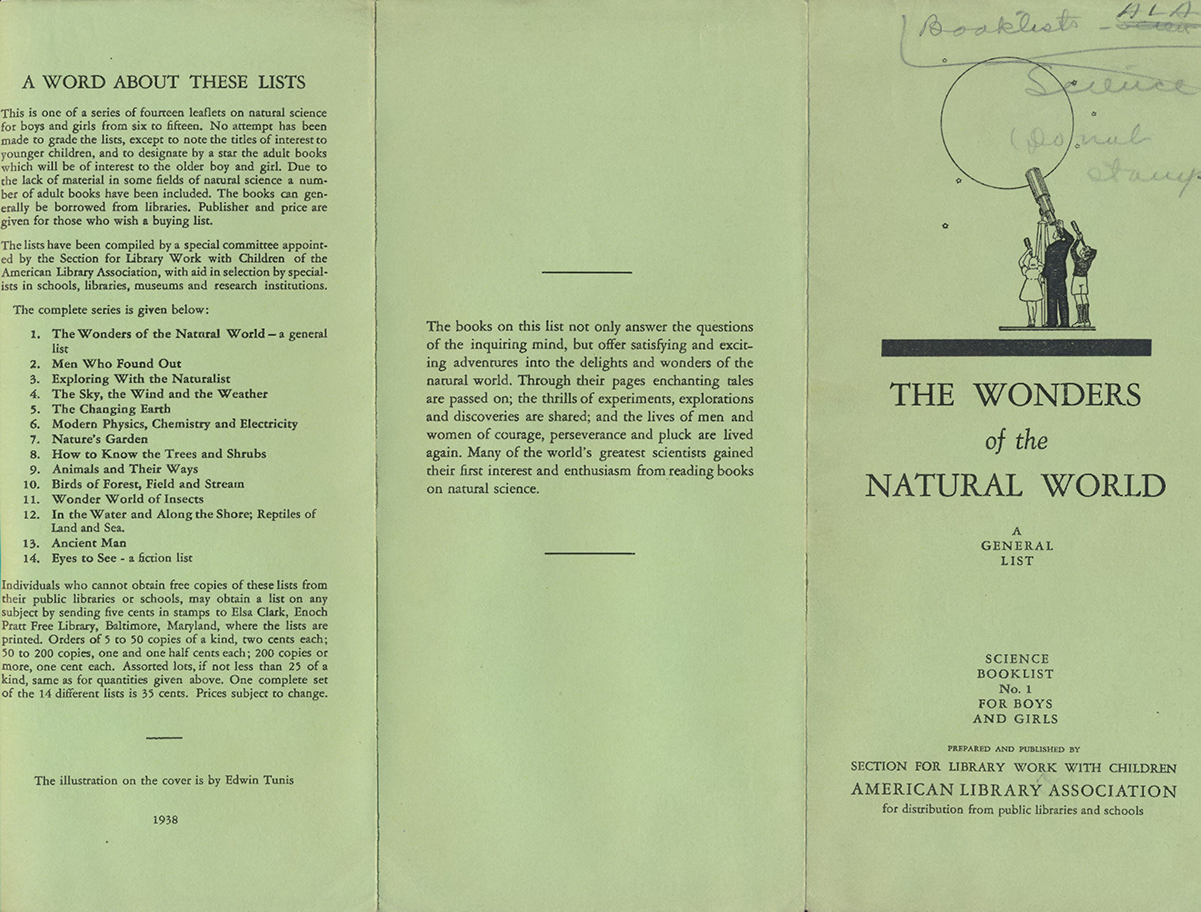 A WORD ABOUT THESE LISTS
This is one of a series of fourteen leaflets on natural science
for boys and girls from six to fifteen. No attempt has been
made to grade the lists, except to note the titles of interest to
younger children, and to designate by a star the adult books
which will be of interest to the older boy and girl. Due to
the lack of material in some fields of natural science a num-
ber of adult books have been included. The books can gen-
erally be borrowed from libraries. Publisher and price are
given for those who wish a buying list.
The lists have been compiled by a special committee appoint-
ed by the Section for Library Work with Children of the
American Library Association, with aid in selection by special-
ists in schools, libraries, museums and research institutions.
The complete series is given below:
1. The Wonders of the Natural World – a general
list
2. Men Who Found Out
3. Exploring With the Naturalist
4. The Sky, the Wind and the Weather
5. The Changing Earth
6. Modern Physics, Chemistry and Electricity
7. Nature's Garden
8. How to Know the Trees and Shrubs
9. Animals and Their Ways
10. Birds of Forest, Field and Stream
11. Wonder World of Insects
12. In the Water and Along the Shore; Reptiles of
Land and Sea.
13. Ancient Man
14. Eyes to See - a fiction list
Individuals who cannot obtain free copies of these lists from
their public libraries or schools, may obtain a list on any
subject by sending five cents in stamps to Elsa Clark, Enoch
Pratt Free Library, Baltimore, Maryland, where the lists are
printed. Orders of 5 to 50 copies of a kind, two cents each;
50 to 200 copies, one and one half cents each; 200 copies or
more, one cent each. Assorted lots, if not less than 25 of a
kind, same as for quantities given above. One complete set
of the 14 different lists is 35 cents. Prices subject to change.
The illustration on the cover is by Edwin Tunis
1938
The books on this list not only answer the questions
of the inquiring mind, but offer satisfying and excit-
ing adventures into the delights and wonders of the
natural world. Through their pages enchanting tales
are passed on; the thrills of experiments, explorations
and discoveries are shared; and the lives of men and
women of courage, perseverance and pluck are lived
again. Many of the world's greatest scientists gained
their first interest and enthusiasm from reading books
on natural science.
Booklists - ALA
Science
(Do not
stamp
THE WONDERS
of the
NATURAL WORLD
A
GENERAL
LIST
SCIENCE
BOOKLIST
No. 1
FOR BOYS
AND GIRLS
PREPARED AND PUBLISHED BY
SECTION FOR LIBRARY WORK WITH CHILDREN
AMERICAN LIBRARY ASSOCIATION
for distribution from public libraries and schools